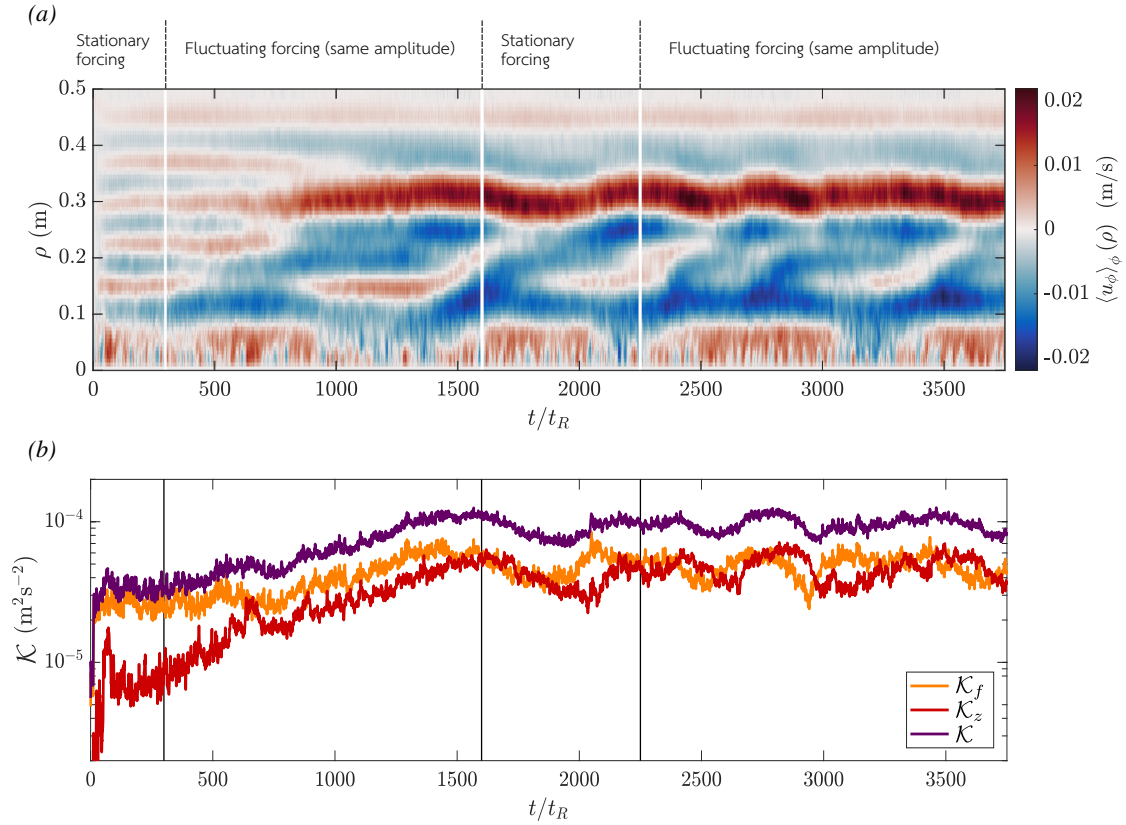 (a)
Stationary forcing
Fluctuating forcing (same amplitude)
Stationary forcing
Fluctuating forcing (same amplitude)
0.5
0.4
0.3
0.2
0.1
0
ρ (m)
0 500 1000 1500 2000 2500 3000 3500
t/t_R
0.02
0.01
0
-0.01
-0.02
⟨u_ϕ⟩_ϕ (ρ) (m/s)
(b)
10^{-4}
10^{-5}
𝒦 (m²s⁻²)
𝒦_f
𝒦_z
𝒦
0 500 1000 1500 2000 2500 3000 3500
t/t_R